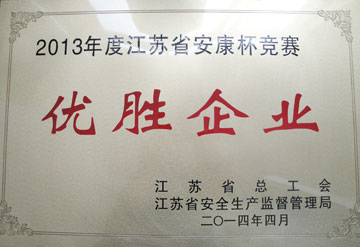 2013年度江苏省安康杯竞赛
优胜企业
江苏省总工会
江苏省安全生产监督管理局
二〇一四年四月